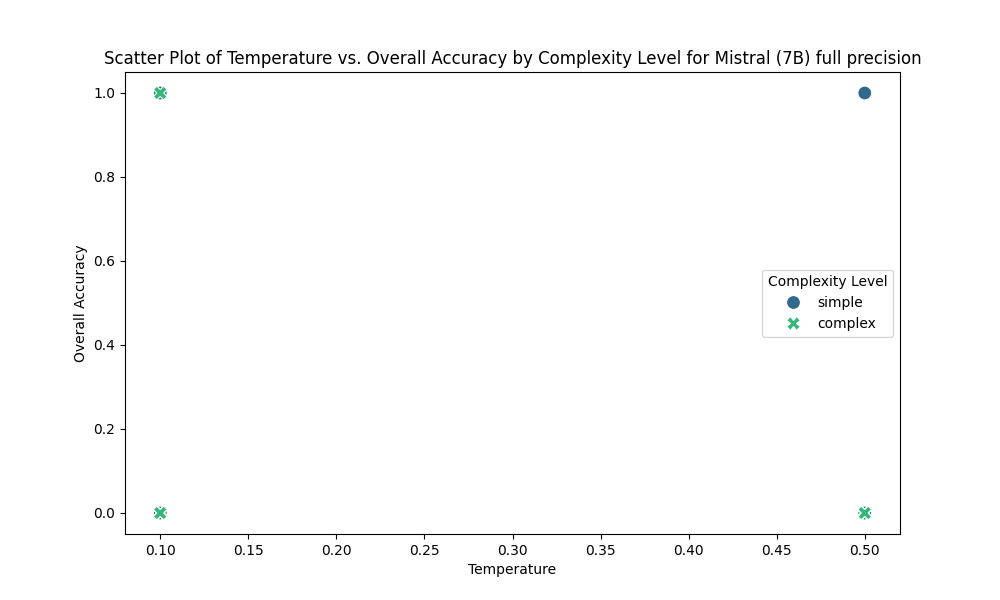 Scatter Plot of Temperature vs. Overall Accuracy by Complexity Level for Mistral (7B) full precision
1.0
0.8
0.6
0.4
0.2
0.0
Overall Accuracy
Complexity Level
simple
complex
0.10 0.15 0.20 0.25 0.30 0.35 0.40 0.45 0.50
Temperature